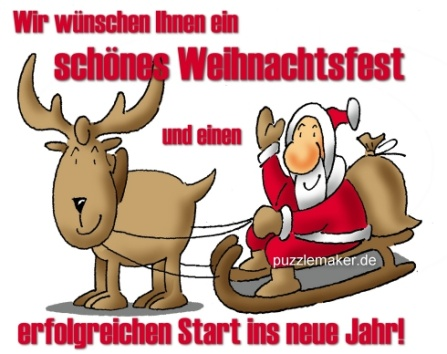 Wir wünschen Ihnen ein
schönes Weihnachtsfest
und einen
puzzlemaker.de
erfolgreichen Start ins neue Jahr!